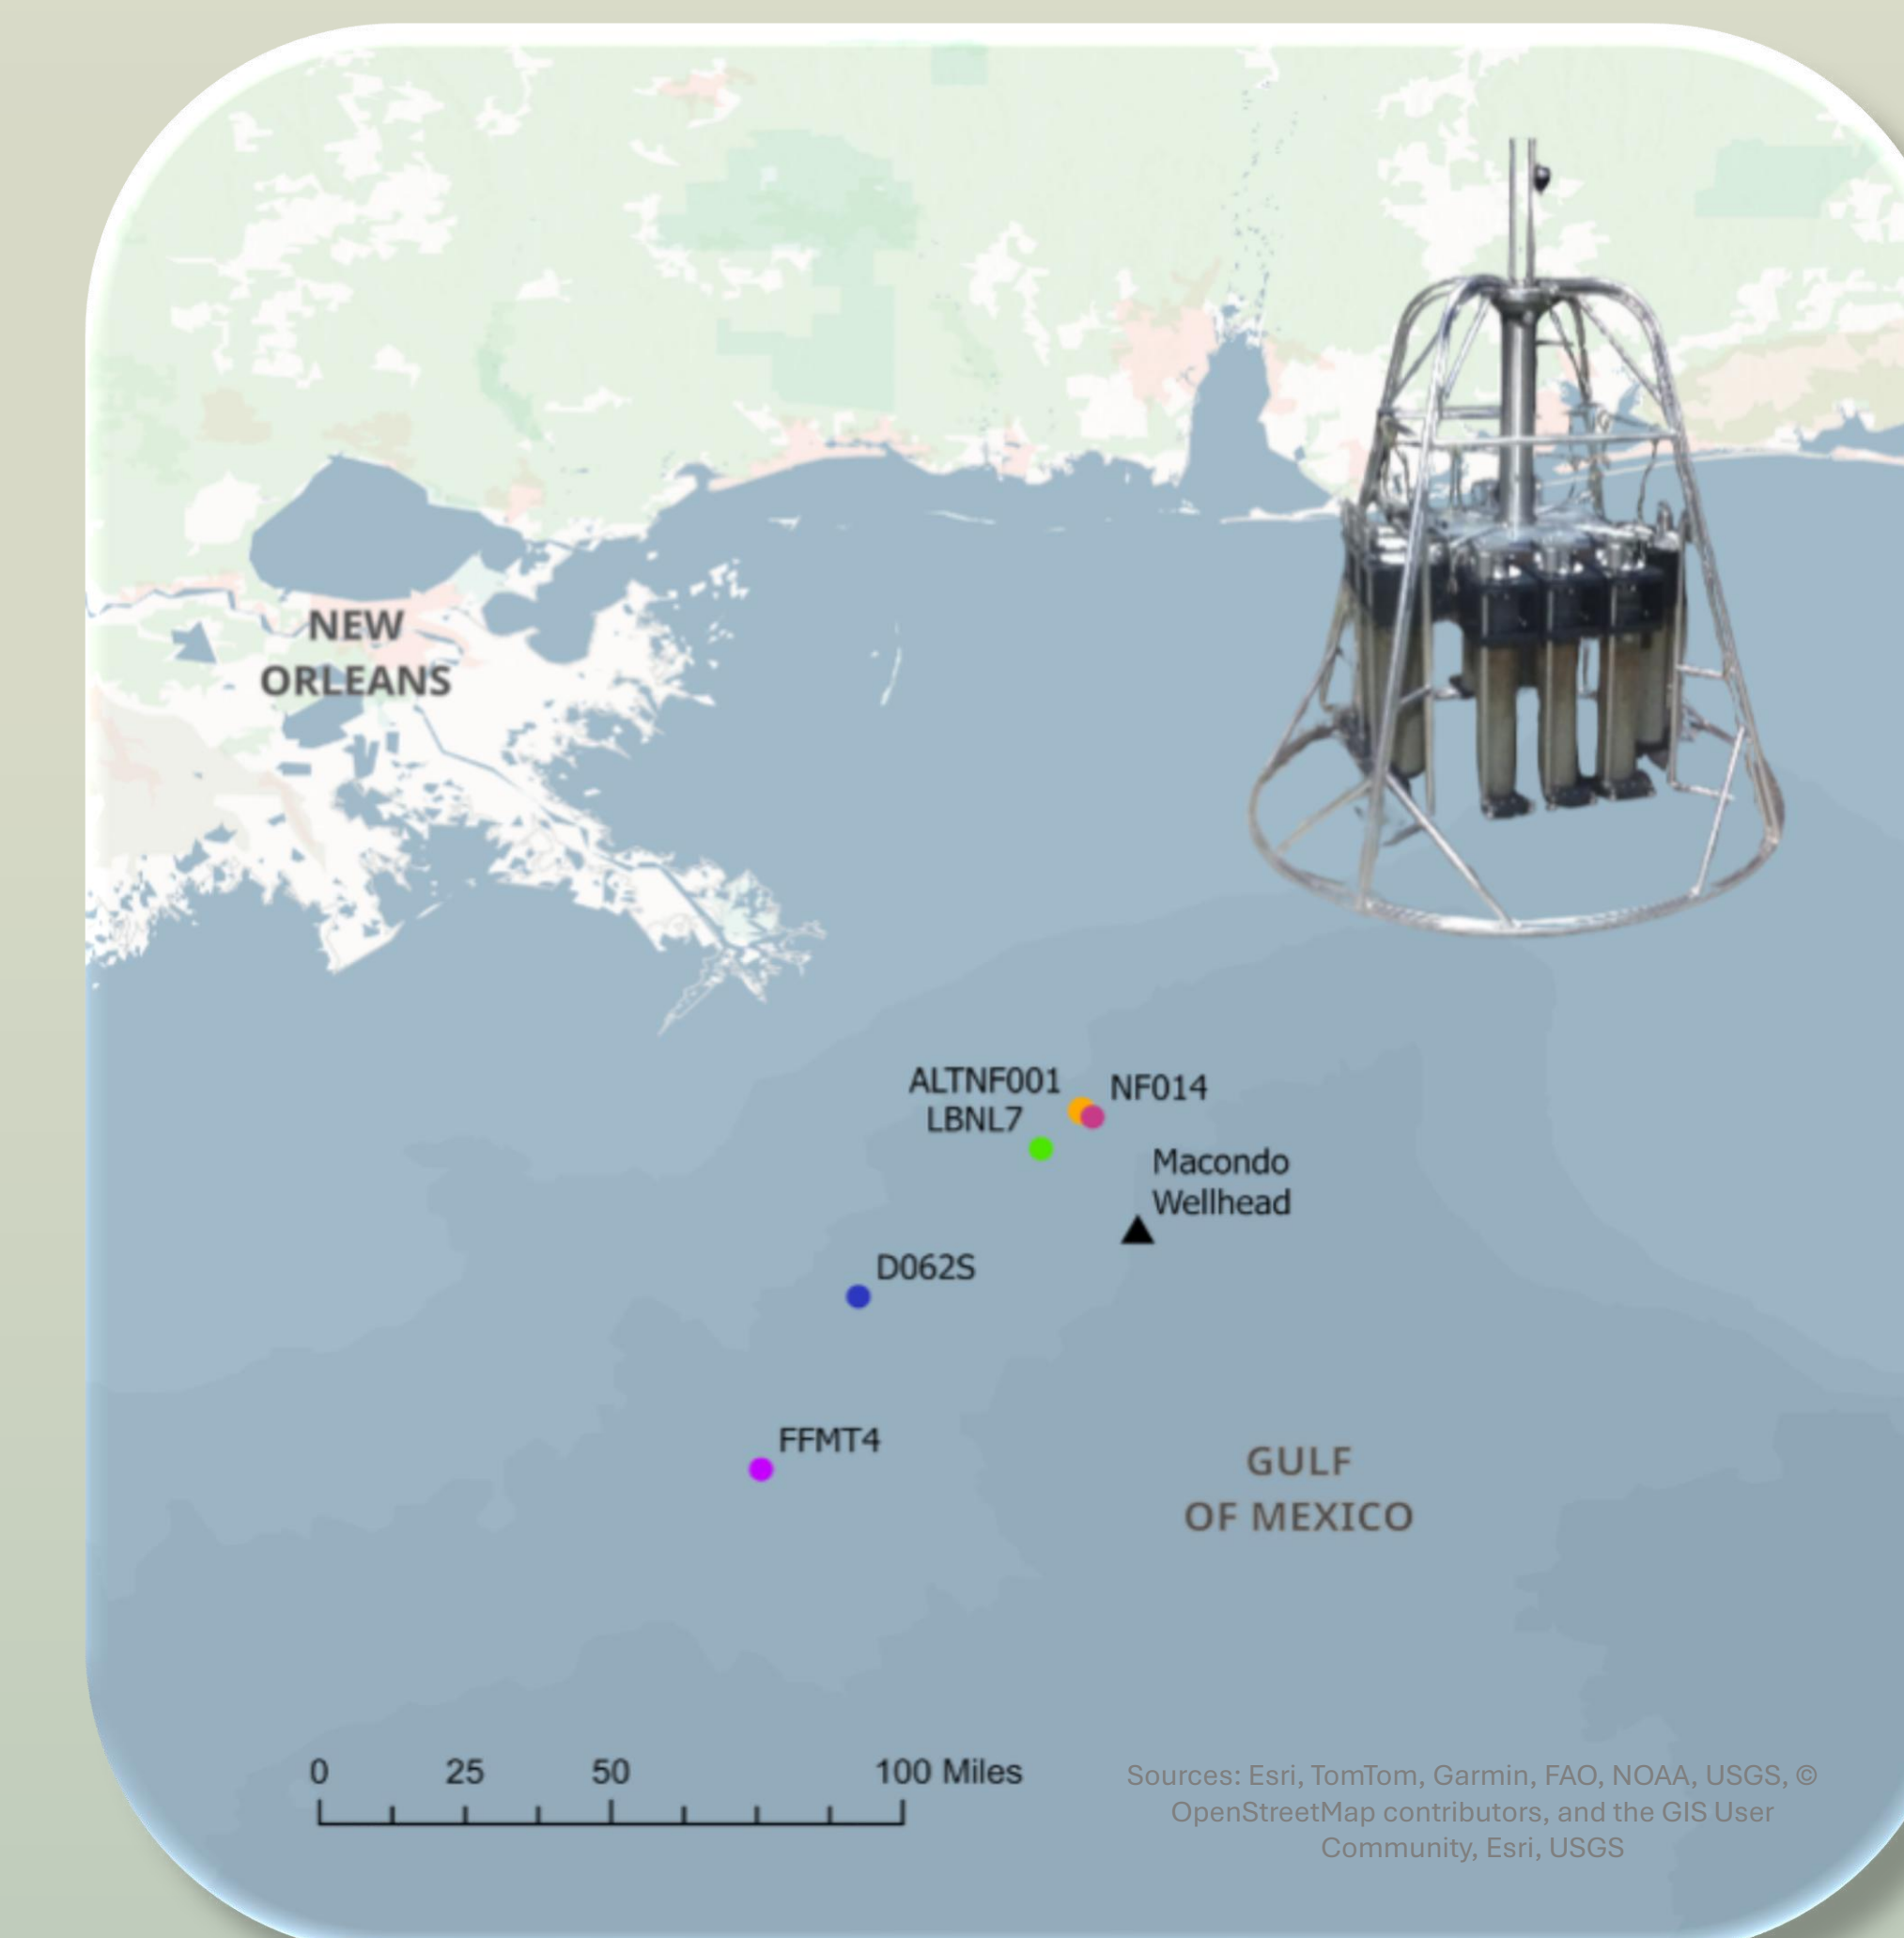 NEW
ORLEANS
ALTNF001
NF014
LBNL7
Macondo
Wellhead
D062S
FFMT4
GULF
OF MEXICO
0 25 50 100 Miles
Sources: Esri, TomTom, Garmin, FAO, NOAA, USGS, ©
OpenStreetMap contributors, and the GIS User
Community, Esri, USGS